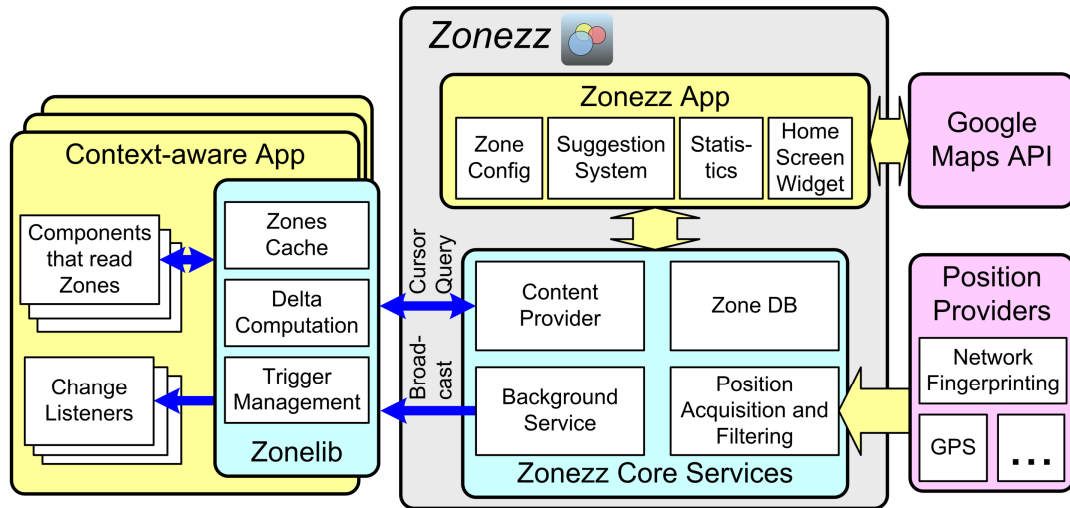 Zonezz
Zonezz App
Zone
Config
Suggestion
System
Statis-
tics
Home
Screen
Widget
Google
Maps API
Context-aware App
Components
that read
Zones
Change
Listeners
Zones
Cache
Delta
Computation
Trigger
Management
Zonelib
Cursor
Query
Broad-
cast
Content
Provider
Zone DB
Background
Service
Position
Acquisition and
Filtering
Zonezz Core Services
Position
Providers
Network
Fingerprinting
GPS
...